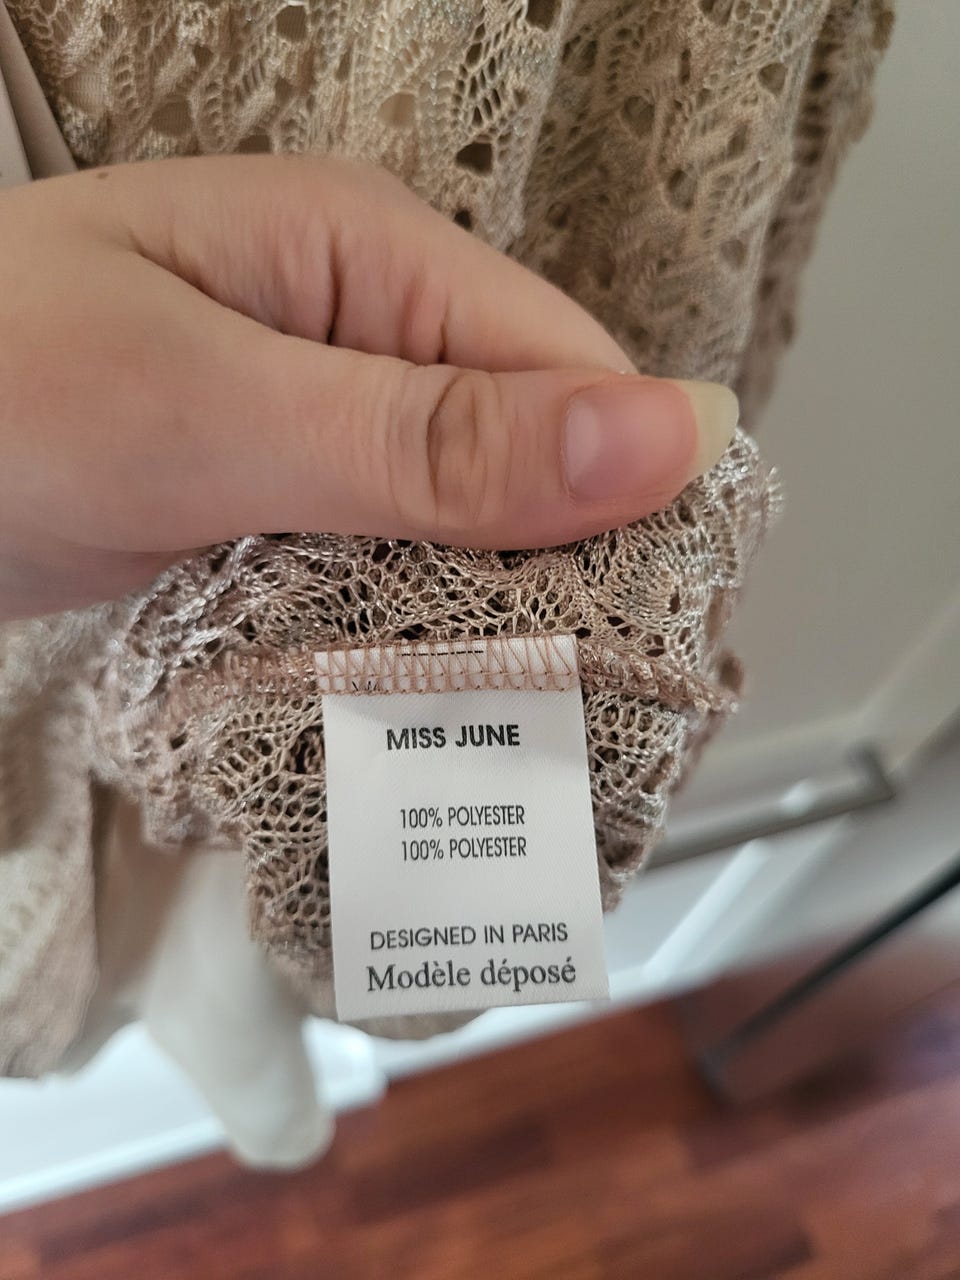 MISS JUNE
100% POLYESTER
100% POLYESTER
DESIGNED IN PARIS
Modèle déposé